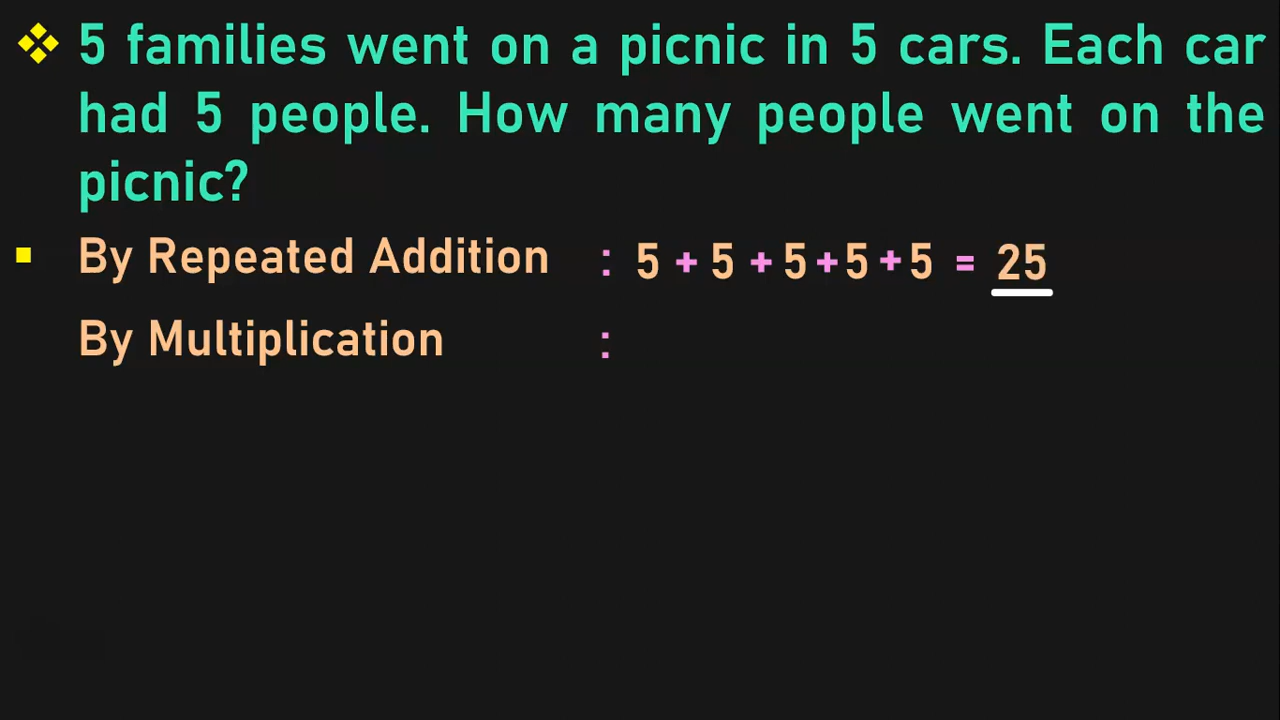 5 families went on a picnic in 5 cars. Each car
had 5 people. How many people went on the
picnic?
By Repeated Addition : 5 + 5 + 5 + 5 + 5 = 25
By Multiplication :